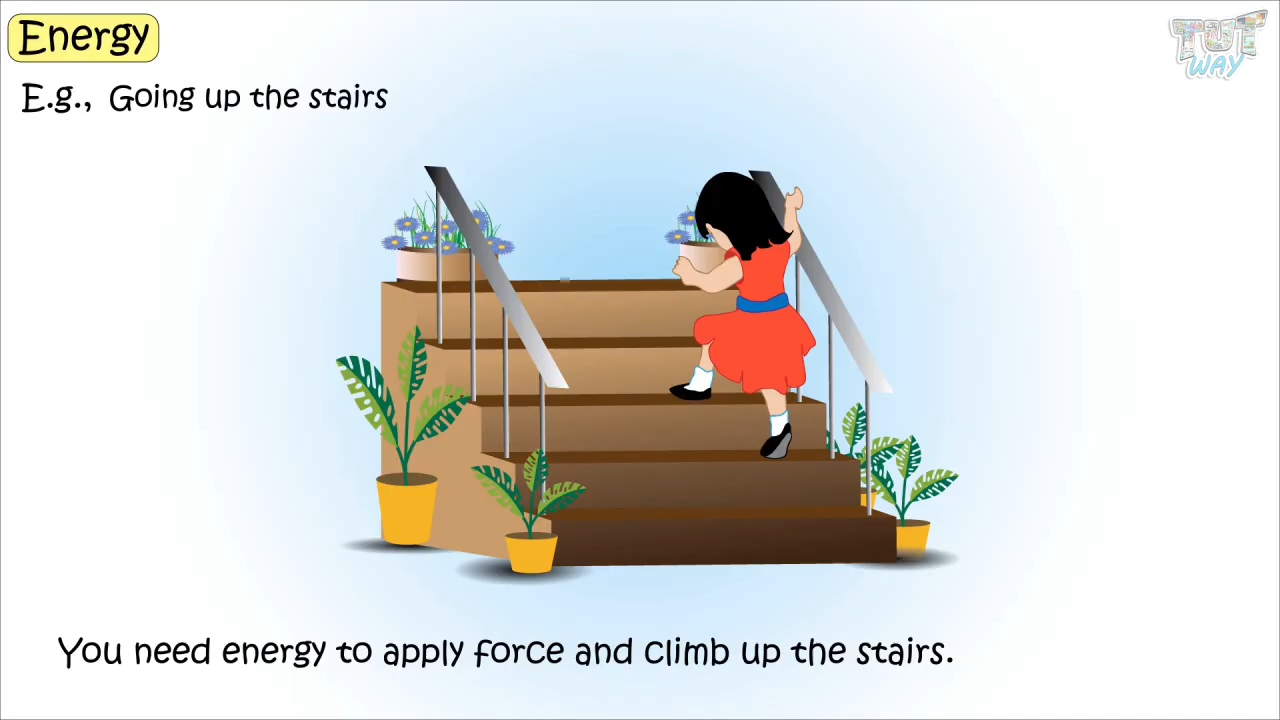 Energy
TUT
WAY
E.g., Going up the stairs
You need energy to apply force and climb up the stairs.